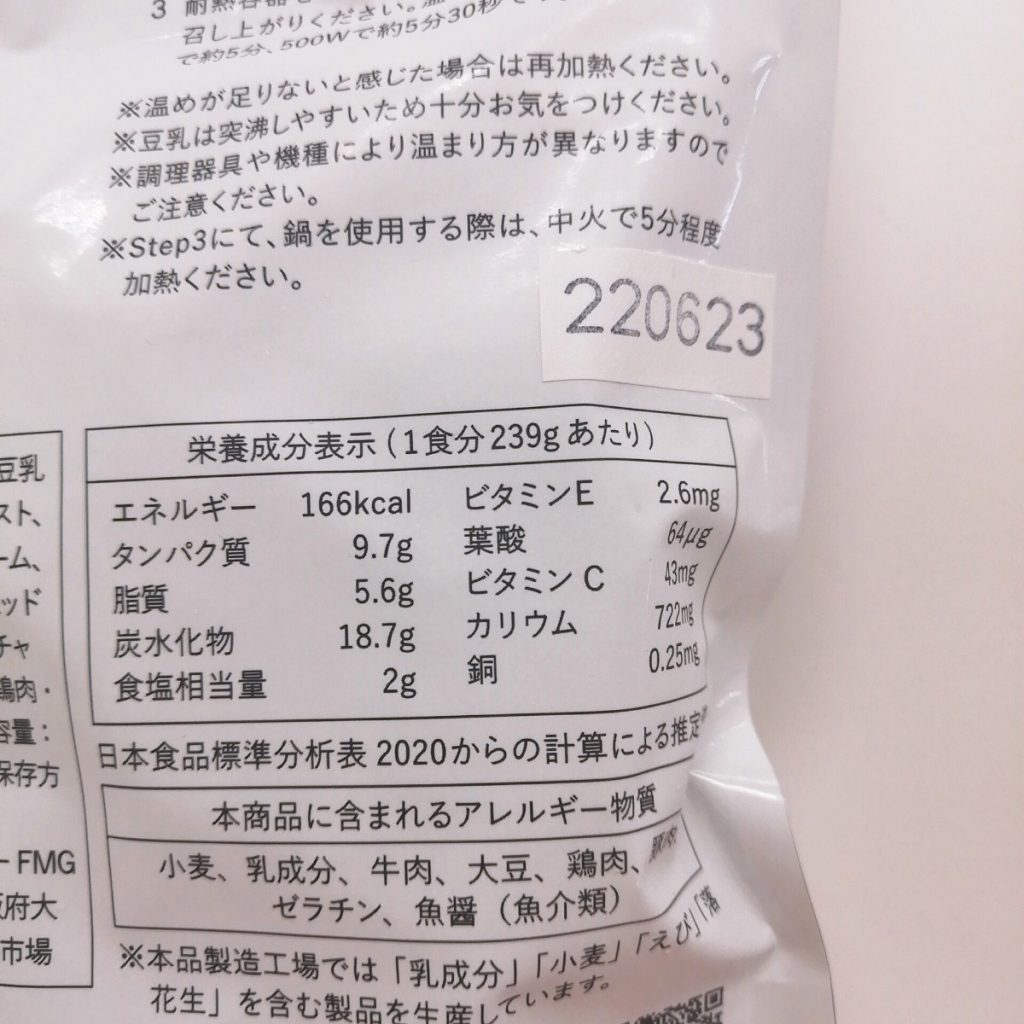 3 耐熱容器
召し上がりください。
で約5分、500Wで約5分30秒で
※温めが足りないと感じた場合は再加熱ください。
※豆乳は突沸しやすいため十分お気をつけください。
※調理器具や機種により温まり方が異なりますので
ご注意ください。
※Step3にて、鍋を使用する際は、中火で5分程度
加熱ください。
220623
栄養成分表示(1食分239gあたり)
エネルギー 166kcal ビタミンE 2.6mg
タンパク質 9.7g 葉酸 64μg
脂質 5.6g ビタミンC 43mg
炭水化物 18.7g カリウム 722mg
食塩相当量 2g 銅 0.25mg
日本食品標準分析表2020からの計算による推定
本商品に含まれるアレルギー物質
小麦、乳成分、牛肉、大豆、鶏肉、
ゼラチン、魚醤(魚介類)
※本品製造工場では「乳成分」「小麦」「えび」「落
花生」を含む製品を生産しています。
豆乳
スト、
ーム、
ッド
チャ
鶏肉・
容量:
保存方
ー FMG
府大
市場